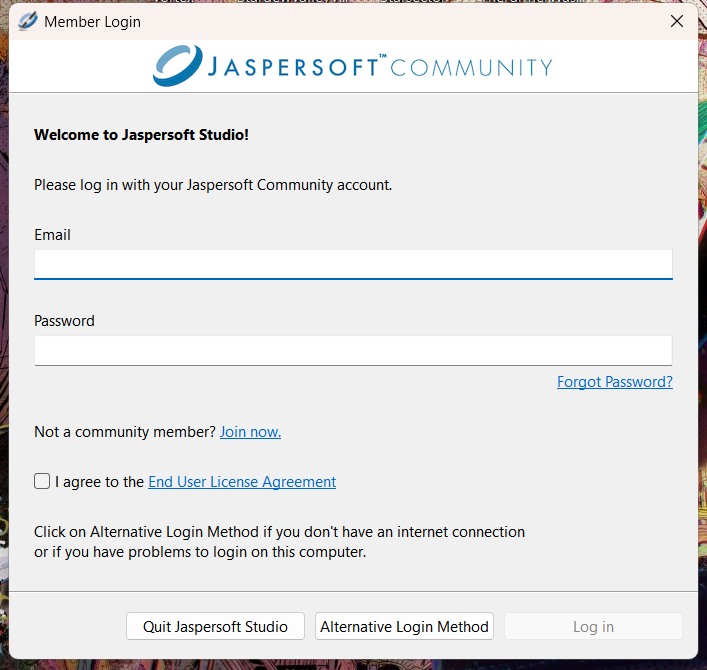 Member Login
JASPERSOFT™ COMMUNITY
Welcome to Jaspersoft Studio!
Please log in with your Jaspersoft Community account.
Email
Password
Forgot Password?
Not a community member? Join now.
I agree to the End User License Agreement
Click on Alternative Login Method if you don't have an internet connection
or if you have problems to login on this computer.
Quit Jaspersoft Studio
Alternative Login Method
Log in